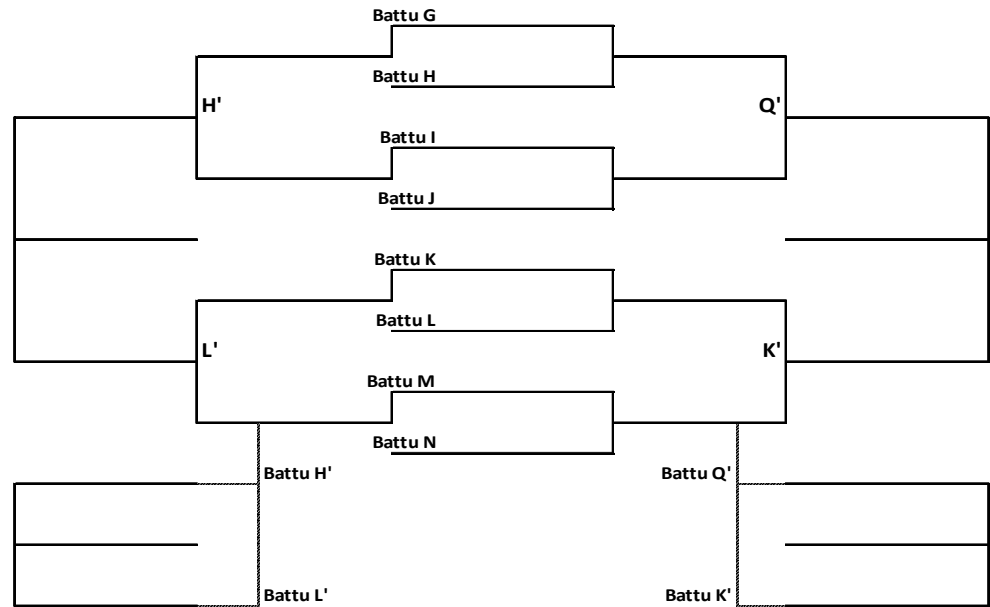 Battu G
Battu H
H'
Q'
Battu I
Battu J
Battu K
Battu L
L'
K'
Battu M
Battu N
Battu H'
Battu Q'
Battu L'
Battu K'